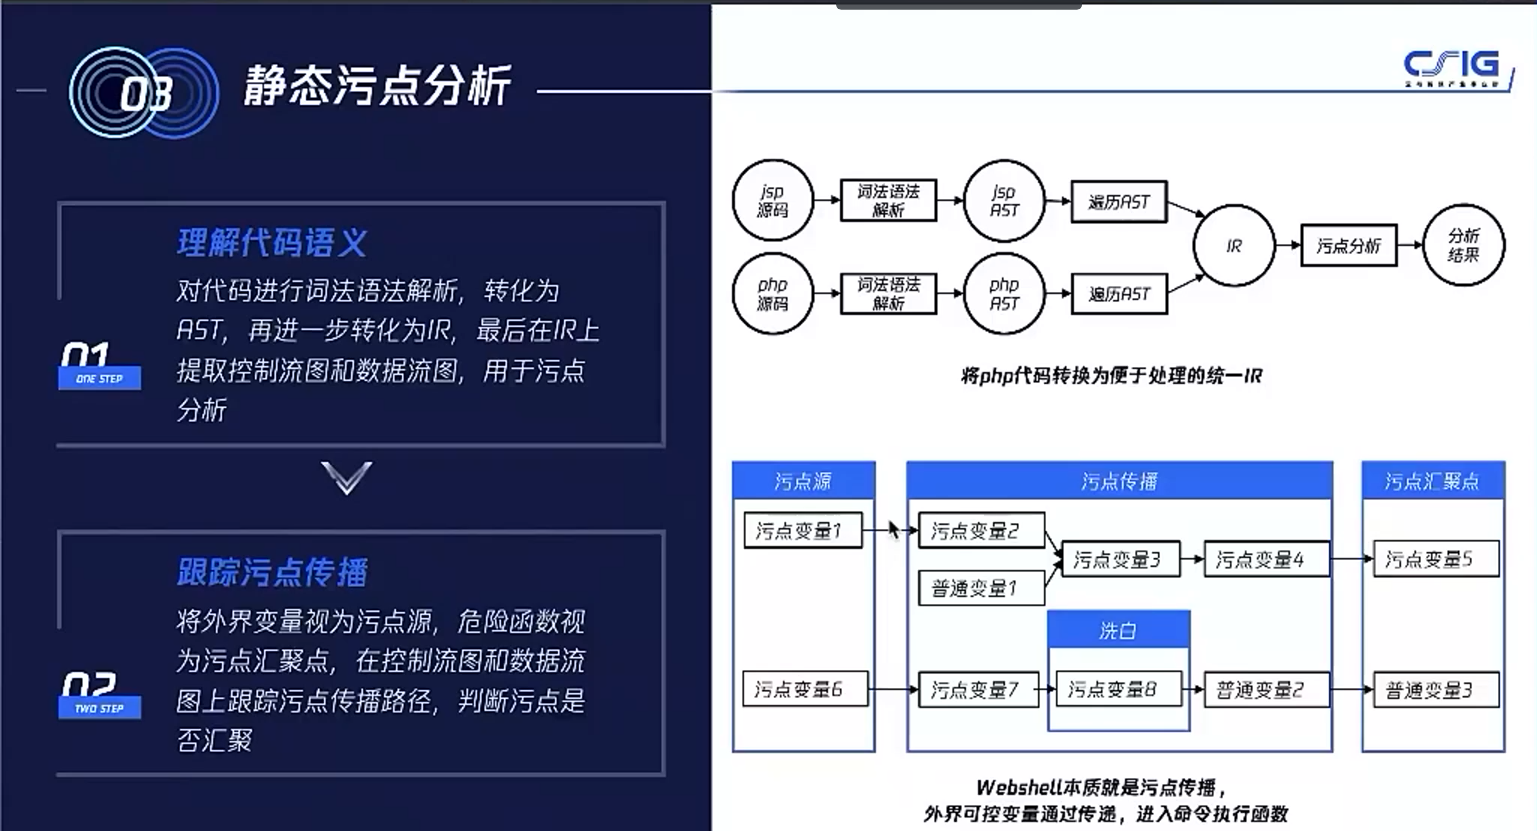 03
静态污点分析
CSIG
理解代码语义
对代码进行词法语法解析，转化为
AST，再进一步转化为IR，最后在IR上
提取控制流图和数据流图，用于污点
分析
01
ONE STEP
跟踪污点传播
将外界变量视为污点源，危险函数视
为污点汇聚点，在控制流图和数据流
图上跟踪污点传播路径，判断污点是
否汇聚
02
TWO STEP
jsp
源码
词法语法
解析
jsp
AST
遍历AST
php
源码
词法语法
解析
php
AST
遍历AST
IR
污点分析
分析
结果
将php代码转换为便于处理的统一IR
污点源
污点传播
污点汇聚点
污点变量1
污点变量2
普通变量1
污点变量3
污点变量4
污点变量5
洗白
污点变量6
污点变量7
污点变量8
普通变量2
普通变量3
Webshell本质就是污点传播，
外界可控变量通过传递，进入命令执行函数